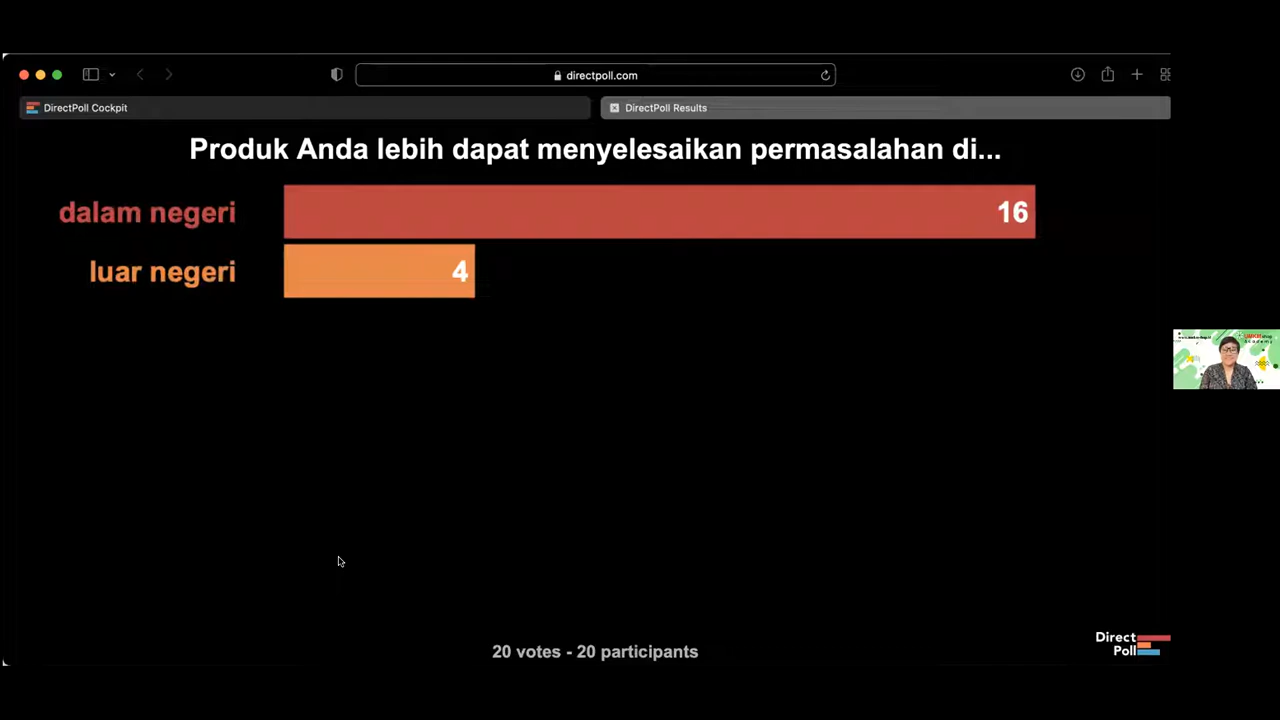 directpoll.com
DirectPoll Cockpit
DirectPoll Results
Produk Anda lebih dapat menyelesaikan permasalahan di...
dalam negeri
16
luar negeri
4
20 votes - 20 participants
Direct
Poll